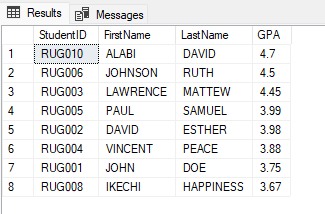 Results Messages
StudentID FirstName LastName GPA
1 RUG010 ALABI DAVID 4.7
2 RUG006 JOHNSON RUTH 4.5
3 RUG003 LAWRENCE MATTEW 4.45
4 RUG005 PAUL SAMUEL 3.99
5 RUG002 DAVID ESTHER 3.98
6 RUG004 VINCENT PEACE 3.88
7 RUG001 JOHN DOE 3.75
8 RUG008 IKECHI HAPPINESS 3.67